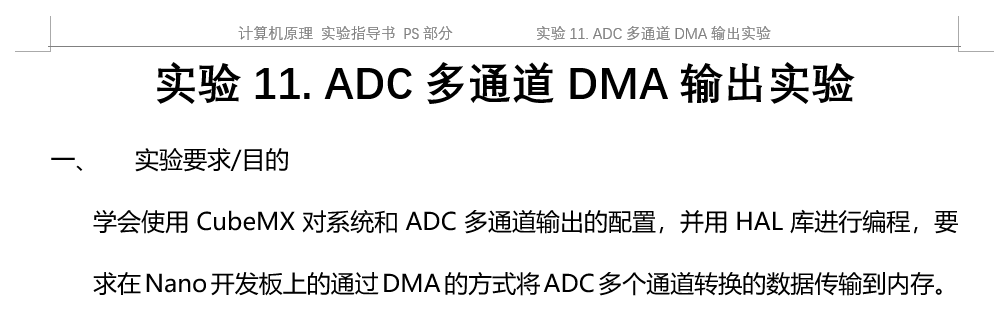 计算机原理 实验指导书 PS 部分 实验 11. ADC 多通道 DMA 输出实验
实验 11. ADC 多通道 DMA 输出实验
一、 实验要求/目的
学会使用 CubeMX 对系统和 ADC 多通道输出的配置，并用 HAL 库进行编程，要
求在 Nano 开发板上的通过 DMA 的方式将 ADC 多个通道转换的数据传输到内存。